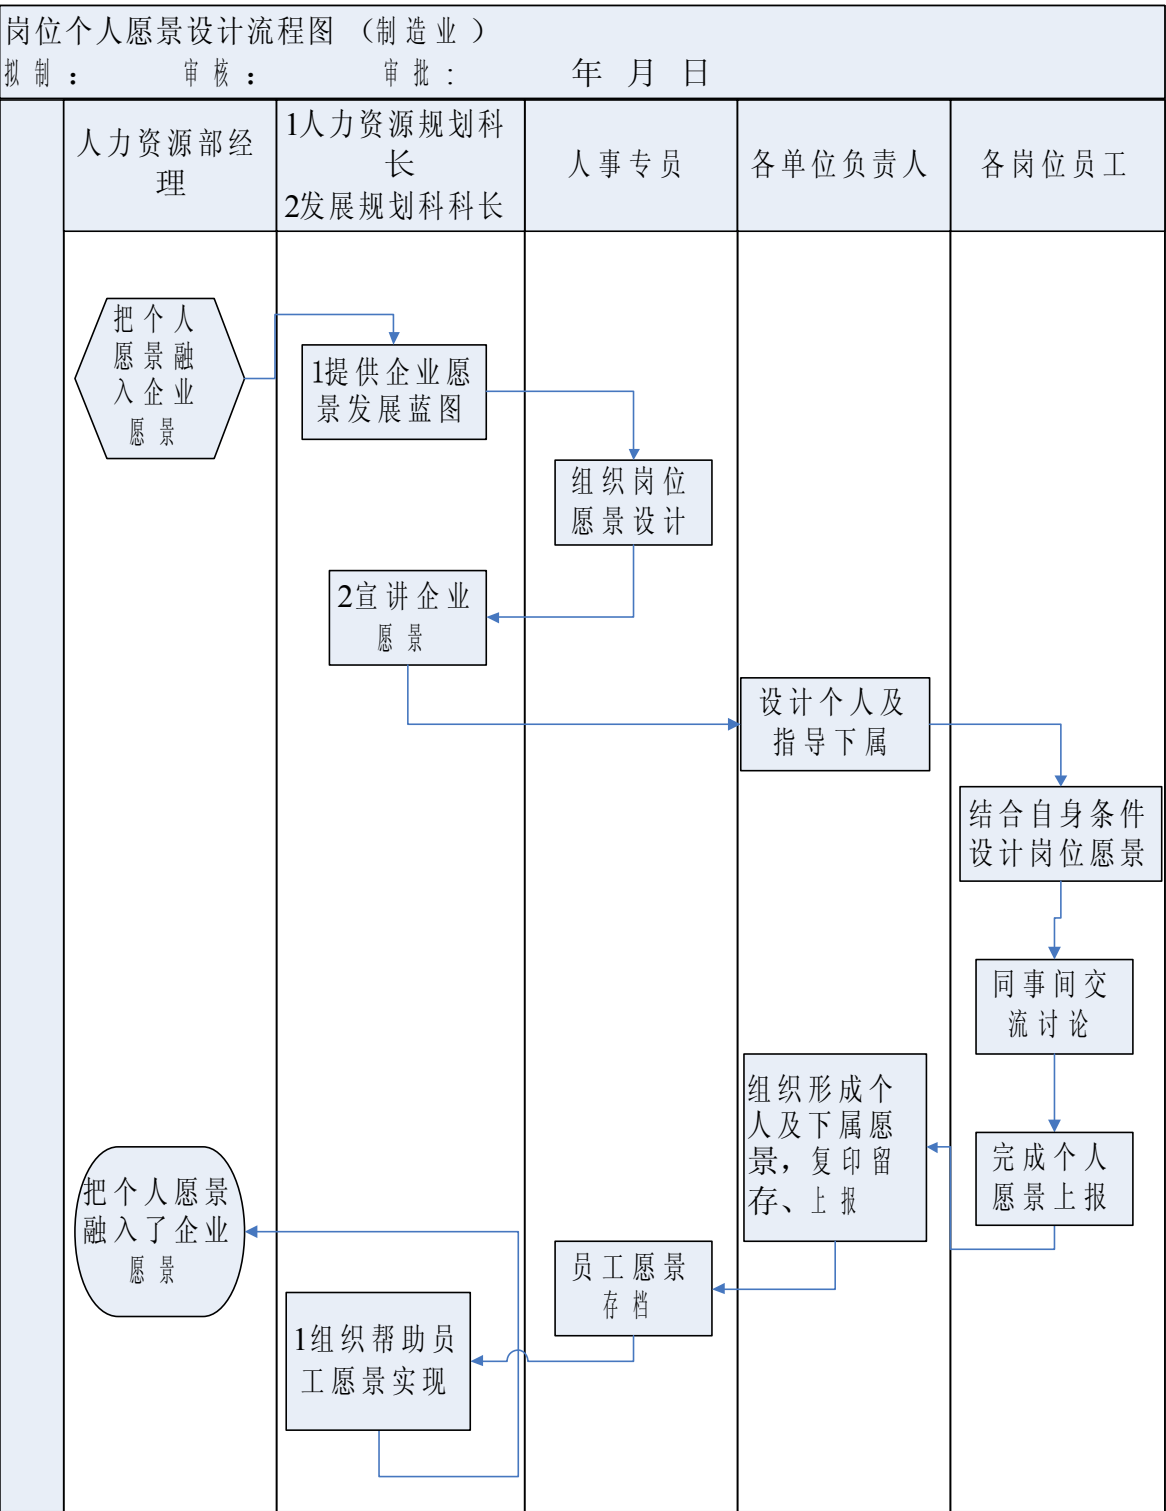 岗位个人愿景设计流程图 （制造业）
拟制： 审核： 审批: 年 月 日
人力资源部经
理
1人力资源规划科
长
2发展规划科科长
人事专员
各单位负责人
各岗位员工
把个人
愿景融
入企业
愿景
1提供企业愿
景发展蓝图
组织岗位
愿景设计
2宣讲企业
愿景
设计个人及
指导下属
结合自身条件
设计岗位愿景
同事间交
流讨论
完成个人
愿景上报
组织形成个
人及下属愿
景，复印留
存、上报
员工愿景
存档
1组织帮助员
工愿景实现
把个人愿景
融入了企业
愿景